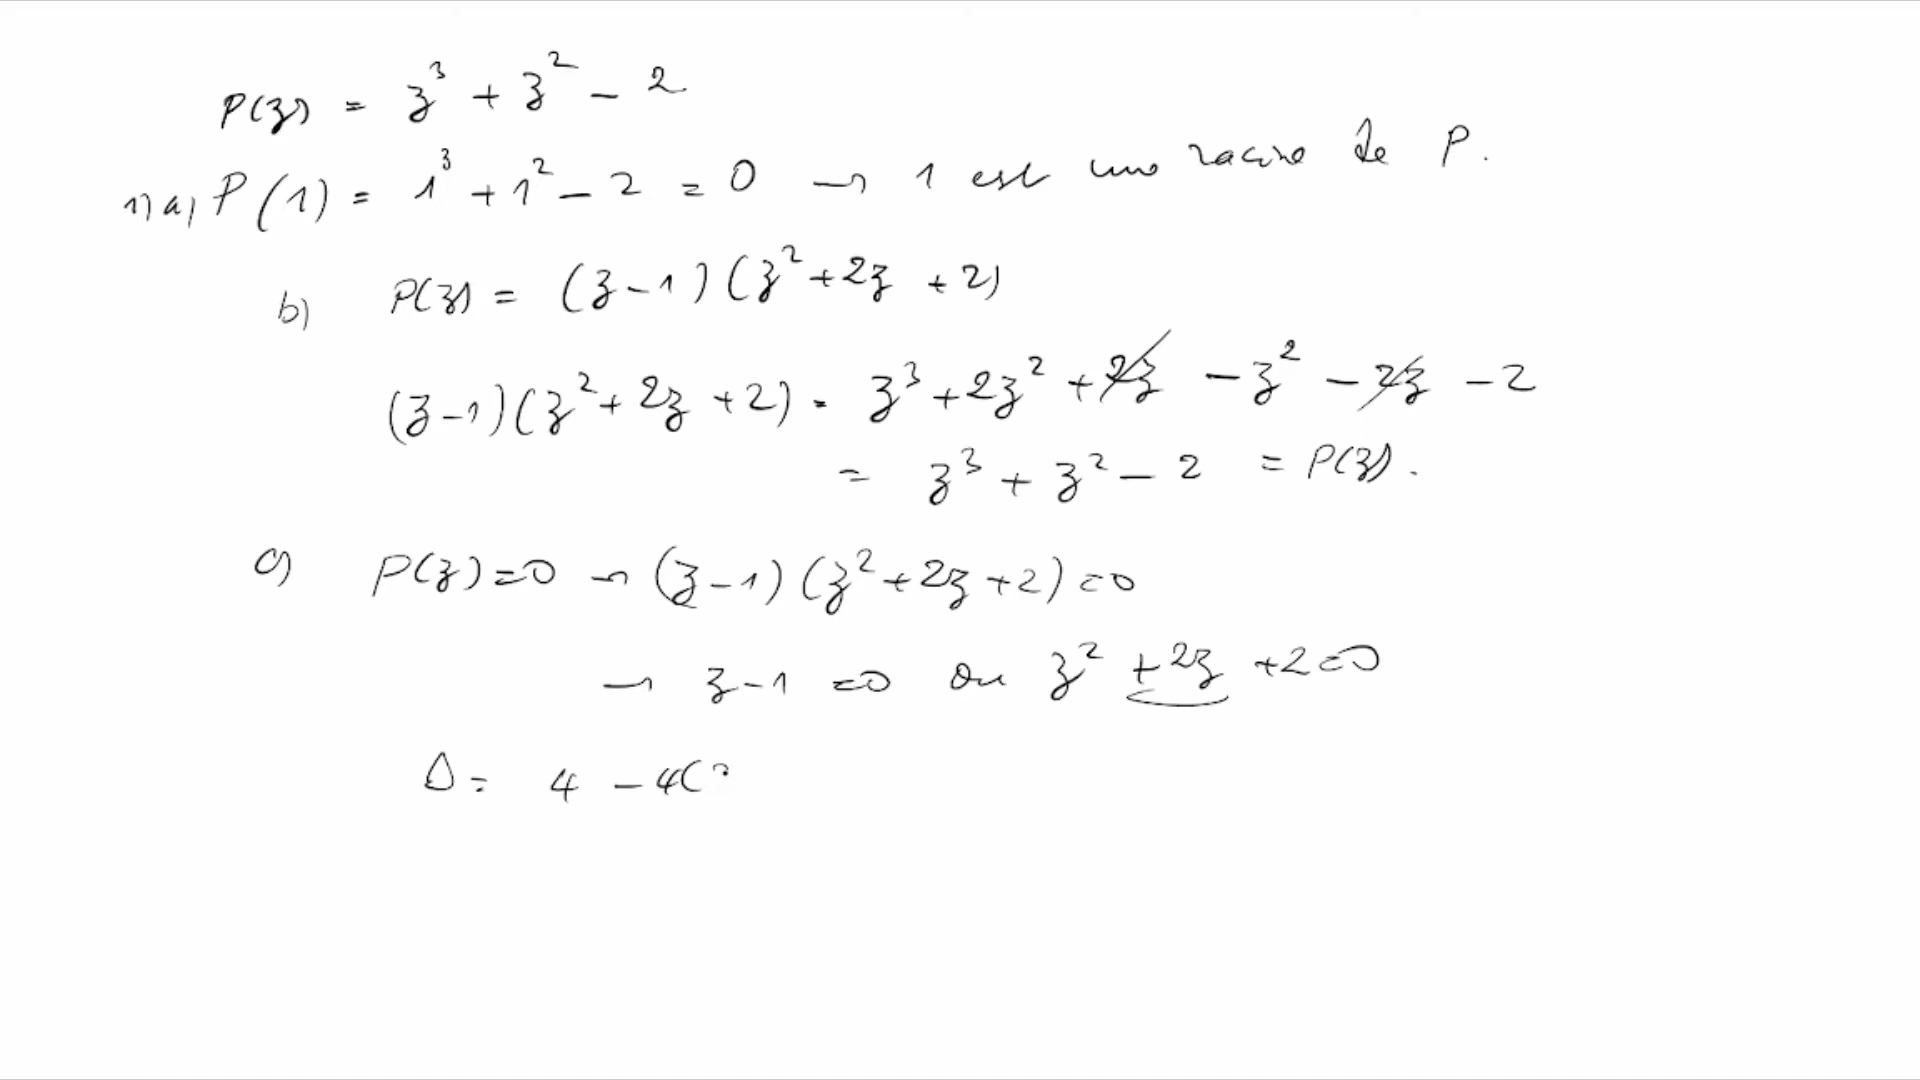 P(z) = z³ + z² - 2
1) a) P(1) = 1³ + 1² - 2 = 0 → 1 est une racine de P.
b) P(z) = (z-1)(z²+2z+2)
(z-1)(z²+2z+2) = z³+2z²+2z-z²-2z-2
= z³+z²-2 = P(z).
c) P(z)=0 → (z-1)(z²+2z+2)=0
→ z-1=0 ou z²+2z+2=0
Δ = 4 - 4(